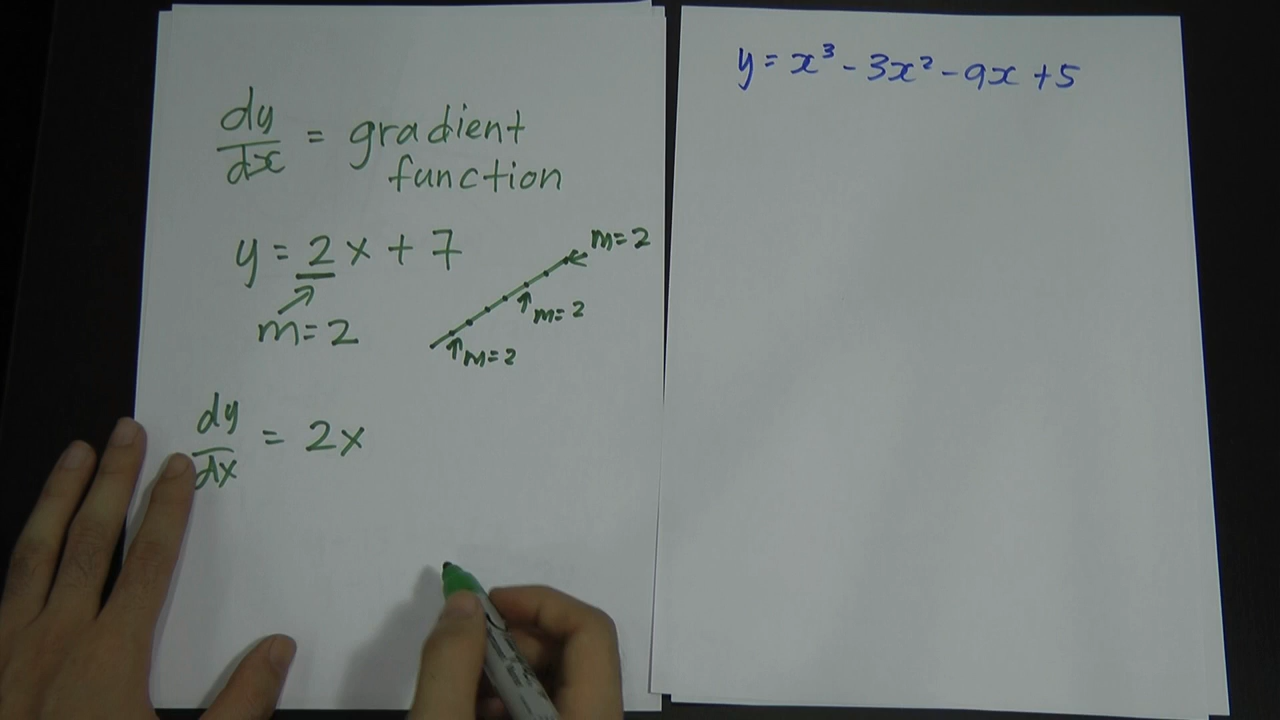 dy/dx = gradient function
y = 2x + 7
m = 2
m=2
m=2
m=2
dy/dx = 2x
y = x³ - 3x² - 9x + 5